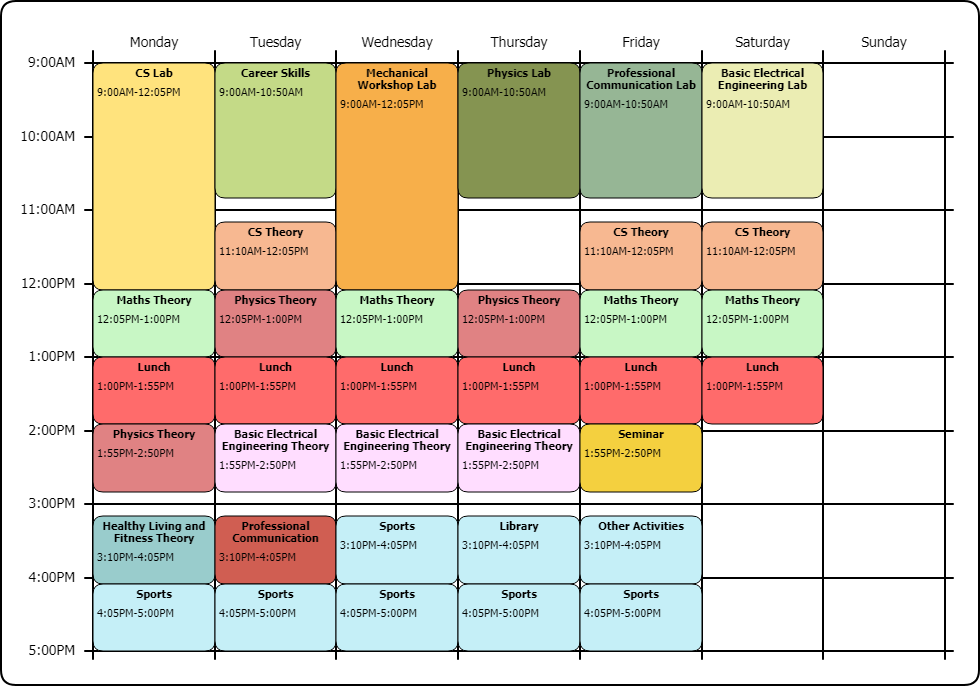 Monday Tuesday Wednesday Thursday Friday Saturday Sunday
9:00AM
10:00AM
11:00AM
12:00PM
1:00PM
2:00PM
3:00PM
4:00PM
5:00PM
CS Lab
9:00AM-12:05PM
Maths Theory
12:05PM-1:00PM
Lunch
1:00PM-1:55PM
Physics Theory
1:55PM-2:50PM
Healthy Living and
Fitness Theory
3:10PM-4:05PM
Sports
4:05PM-5:00PM
Career Skills
9:00AM-10:50AM
CS Theory
11:10AM-12:05PM
Physics Theory
12:05PM-1:00PM
Lunch
1:00PM-1:55PM
Basic Electrical
Engineering Theory
1:55PM-2:50PM
Professional
Communication
3:10PM-4:05PM
Sports
4:05PM-5:00PM
Mechanical
Workshop Lab
9:00AM-12:05PM
Maths Theory
12:05PM-1:00PM
Lunch
1:00PM-1:55PM
Basic Electrical
Engineering Theory
1:55PM-2:50PM
Sports
3:10PM-4:05PM
Sports
4:05PM-5:00PM
Physics Lab
9:00AM-10:50AM
Physics Theory
12:05PM-1:00PM
Lunch
1:00PM-1:55PM
Basic Electrical
Engineering Theory
1:55PM-2:50PM
Library
3:10PM-4:05PM
Sports
4:05PM-5:00PM
Professional
Communication Lab
9:00AM-10:50AM
CS Theory
11:10AM-12:05PM
Maths Theory
12:05PM-1:00PM
Lunch
1:00PM-1:55PM
Seminar
1:55PM-2:50PM
Other Activities
3:10PM-4:05PM
Sports
4:05PM-5:00PM
Basic Electrical
Engineering Lab
9:00AM-10:50AM
CS Theory
11:10AM-12:05PM
Maths Theory
12:05PM-1:00PM
Lunch
1:00PM-1:55PM